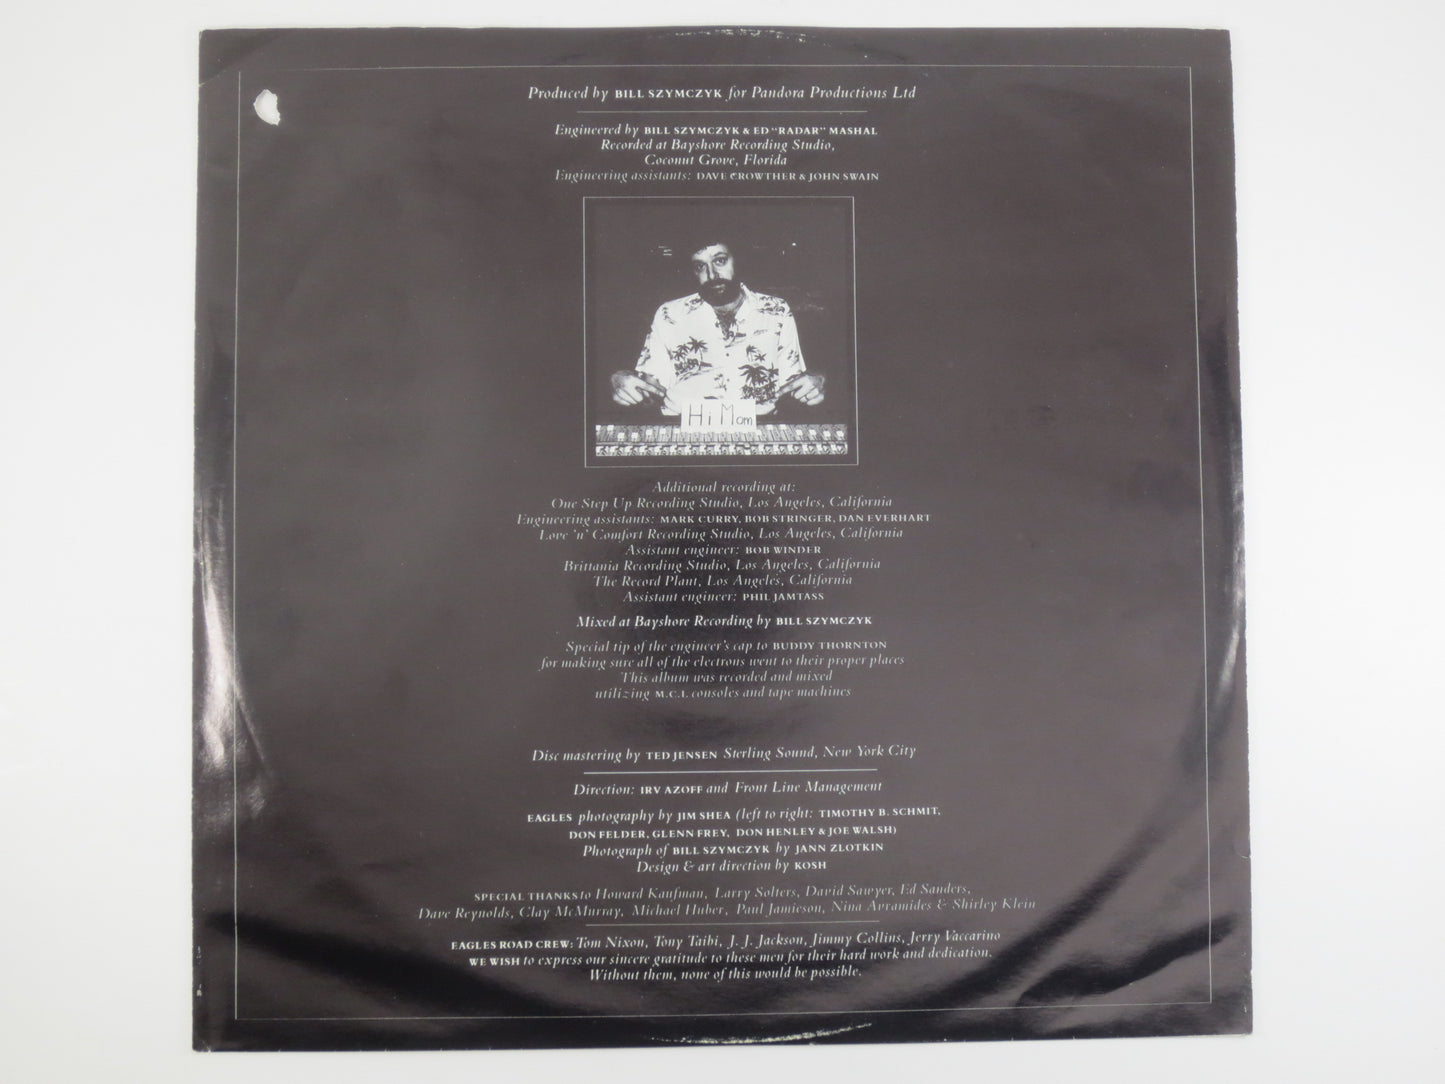 Produced by BILL SZYMCZYK for Pandora Productions Ltd
Engineered by BILL SZYMCZYK & ED "RADAR" MASHAL
Recorded at Bayshore Recording Studio,
Coconut Grove, Florida
Engineering assistants: DAVE CROWTHER & JOHN SWAIN
Hi Mom
Additional recording at:
One Step Up Recording Studio, Los Angeles, California
Engineering assistants: MARK CURRY, BOB STRINGER, DAN EVERHART
Love 'n' Comfort Recording Studio, Los Angeles, California
Assistant engineer: BOB WINDER
Brittania Recording Studio, Los Angeles, California
The Record Plant, Los Angeles, California
Assistant engineer: PHIL JAMTASS
Mixed at Bayshore Recording by BILL SZYMCZYK
Special tip of the engineer's cap to BUDDY THORNTON
for making sure all of the electrons went to their proper places
This album was recorded and mixed
utilizing M.C.I. consoles and tape machines
Disc mastering by TED JENSEN Sterling Sound, New York City
Direction: IRV AZOFF and Front Line Management
EAGLES photography by JIM SHEA (left to right: TIMOTHY B. SCHMIT,
DON FELDER, GLENN FREY, DON HENLEY & JOE WALSH)
Photograph of BILL SZYMCZYK by JANN ZLOTKIN
Design & art direction by KOSH
SPECIAL THANKS to Howard Kaufman, Larry Solters, David Sawyer, Ed Sanders,
Dave Reynolds, Clay McMurray, Michael Huber, Paul Jamieson, Nina Avramides & Shirley Klein
EAGLES ROAD CREW: Tom Nixon, Tony Taibi, J. J. Jackson, Jimmy Collins, Jerry Vaccarino
WE WISH to express our sincere gratitude to these men for their hard work and dedication.
Without them, none of this would be possible.